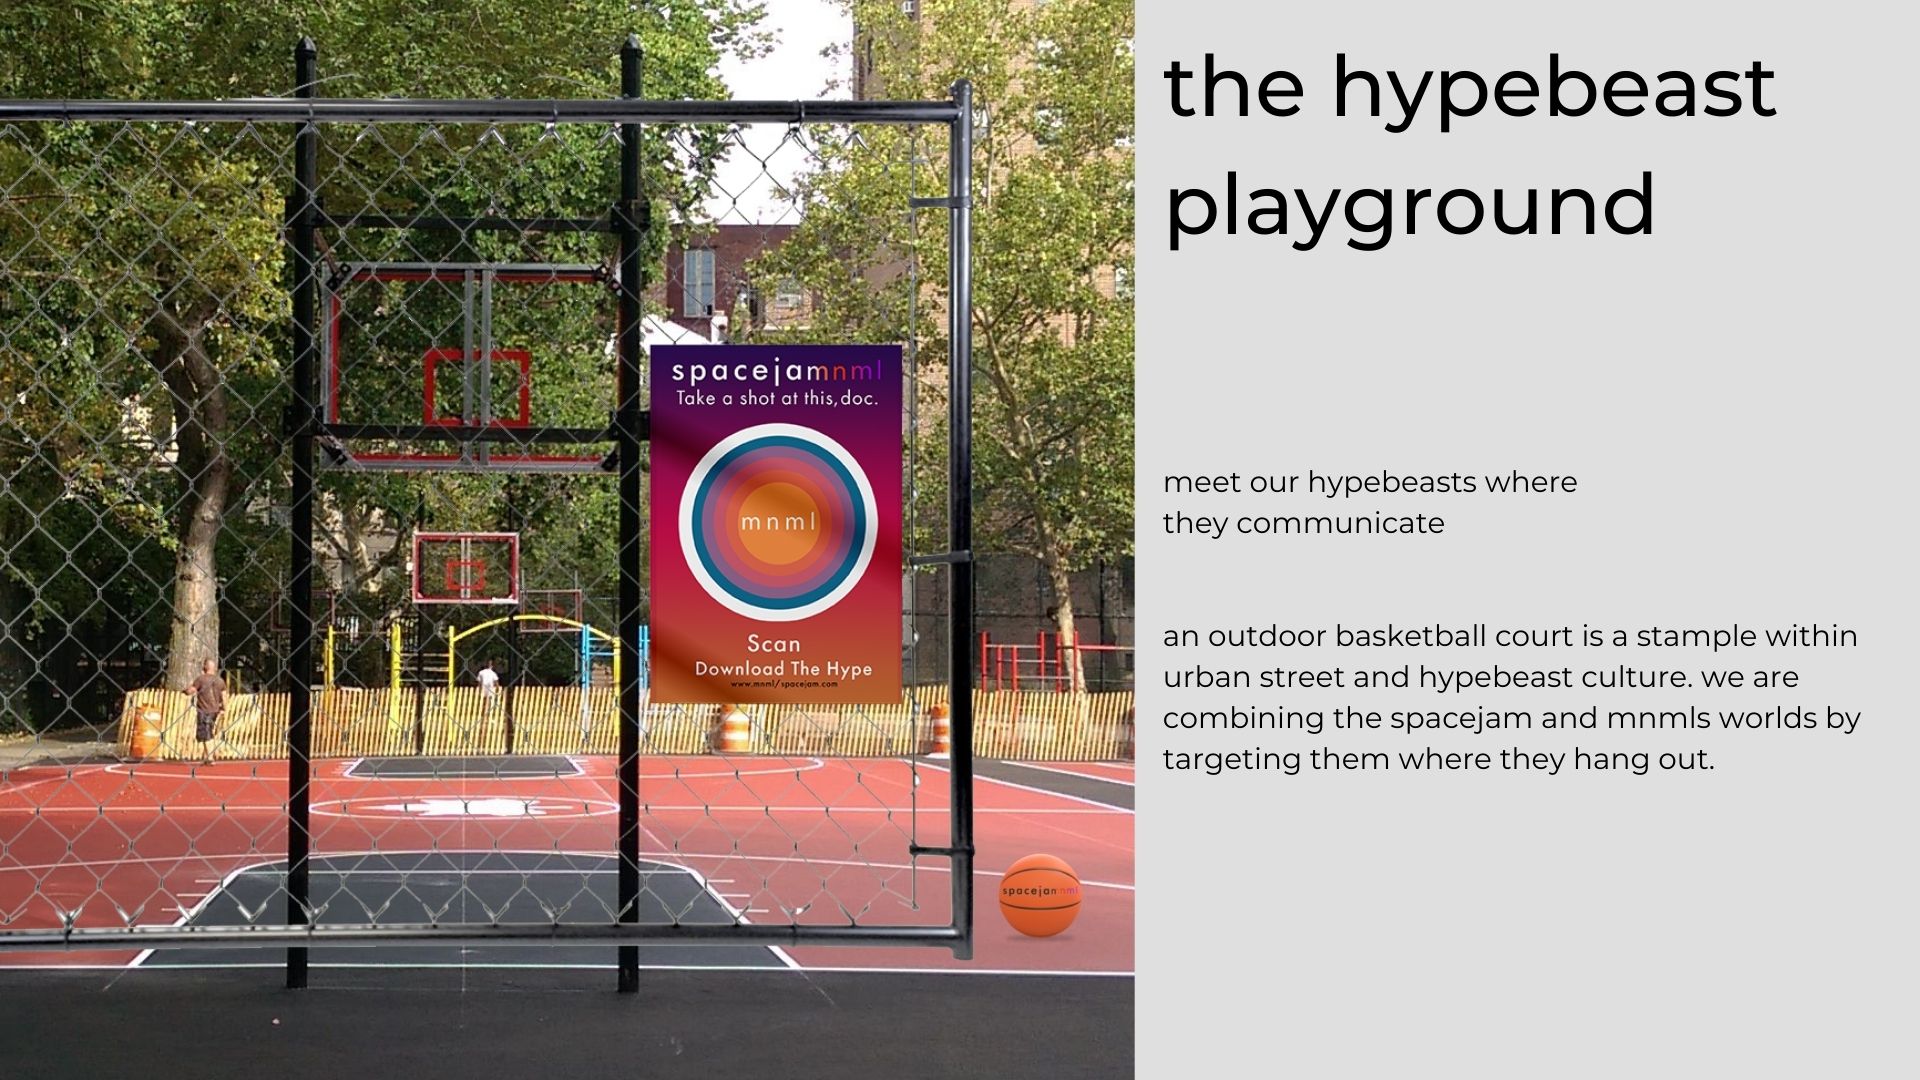 the hypebeast
playground
spacejamnml
Take a shot at this,doc.
mnml
Scan
Download The Hype
www.mnml/spacejam.com
meet our hypebeasts where
they communicate
an outdoor basketball court is a stample within
urban street and hypebeast culture. we are
combining the spacejam and mnmls worlds by
targeting them where they hang out.
spacejamnml